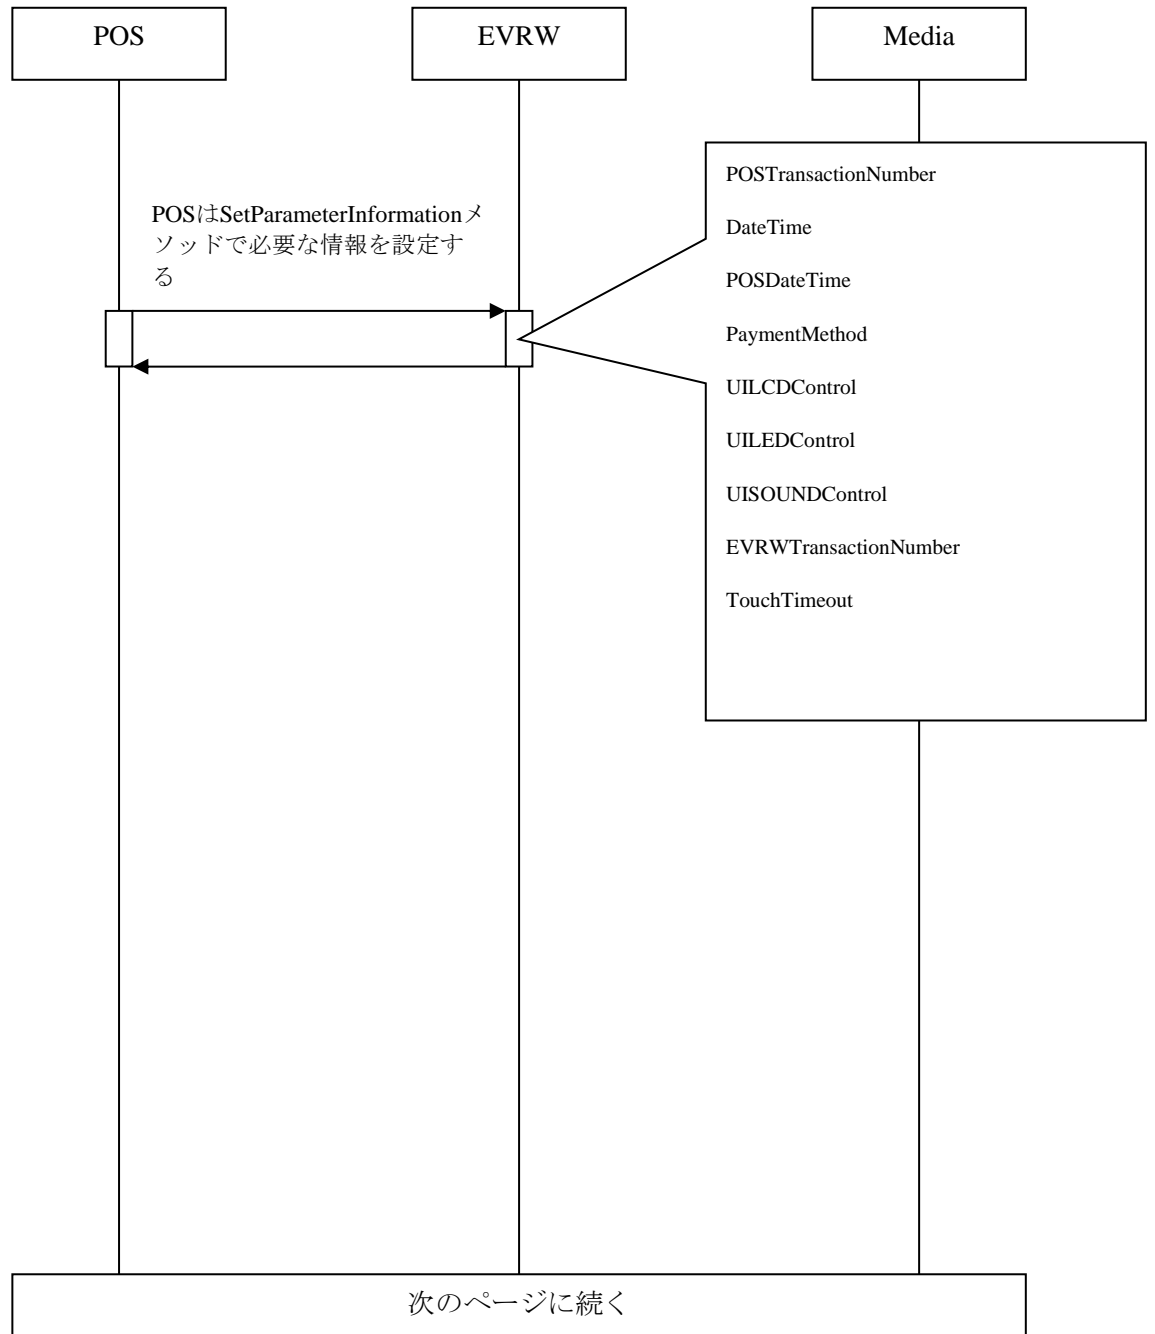 POS
EVRW
Media
POSはSetParameterInformationメ
ソッドで必要な情報を設定す
る
POSTransactionNumber
DateTime
POSDateTime
PaymentMethod
UILCDControl
UILEDControl
UISOUNDControl
EVRWTransactionNumber
TouchTimeout
次のページに続く